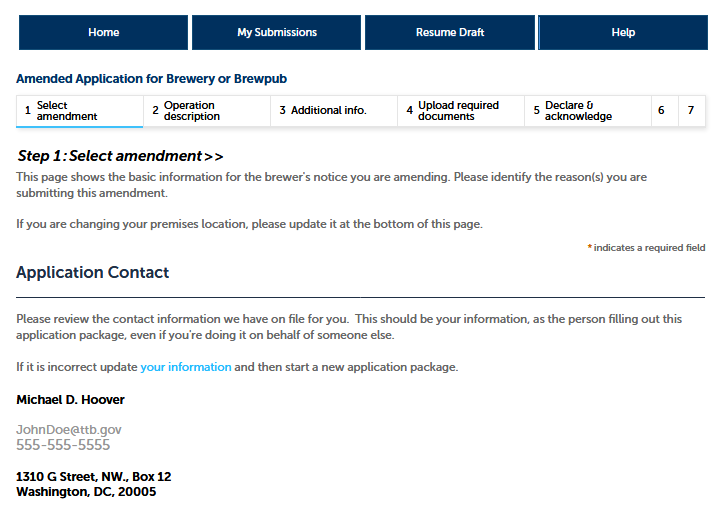 Home My Submissions Resume Draft Help
Amended Application for Brewery or Brewpub
1 Select amendment 2 Operation description 3 Additional info. 4 Upload required documents 5 Declare & acknowledge 6 7
Step 1: Select amendment >>
This page shows the basic information for the brewer's notice you are amending. Please identify the reason(s) you are
submitting this amendment.
If you are changing your premises location, please update it at the bottom of this page.
* indicates a required field
Application Contact
Please review the contact information we have on file for you. This should be your information, as the person filling out this
application package, even if you're doing it on behalf of someone else.
If it is incorrect update your information and then start a new application package.
Michael D. Hoover
JohnDoe@ttb.gov
555-555-5555
1310 G Street, NW., Box 12
Washington, DC, 20005